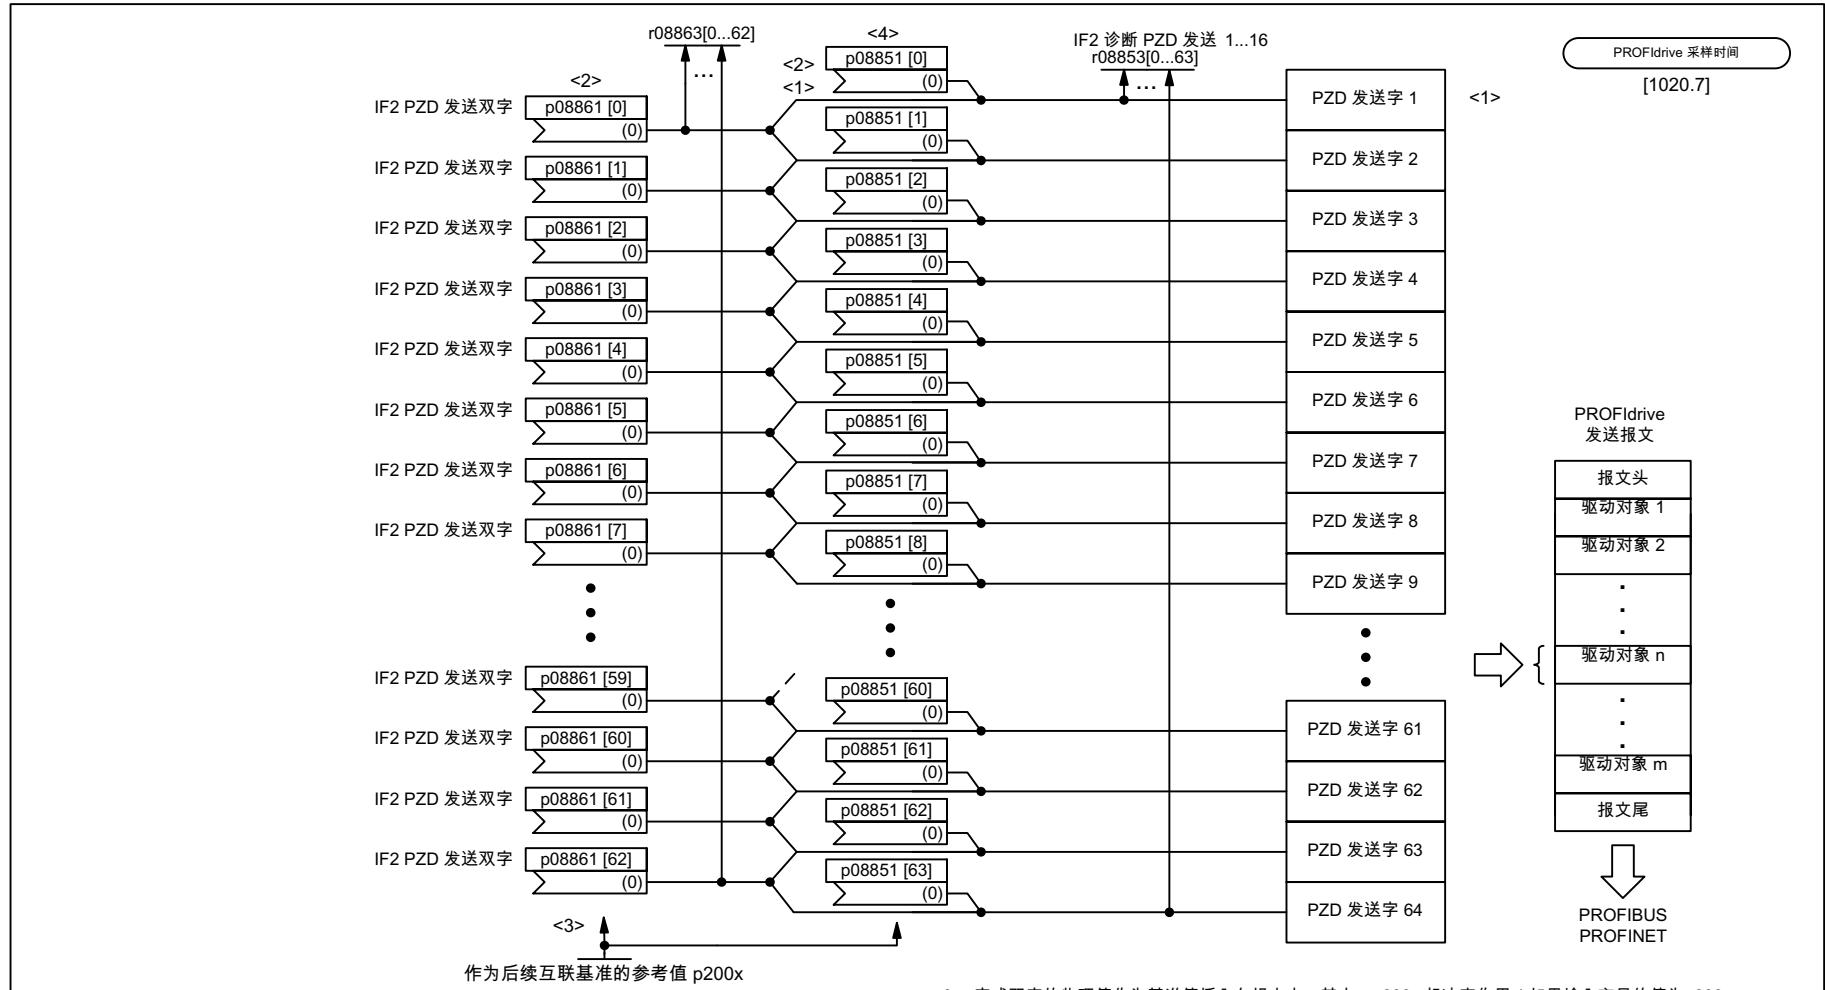 r08863[0...62]
<4>
IF2 诊断 PZD 发送 1...16
r08853[0...63]
PROFIdrive 采样时间
[1020.7]
<2>
<2>
<1>
<1>
...
...
IF2 PZD 发送双字 p08861 [0] (0)
IF2 PZD 发送双字 p08861 [1] (0)
IF2 PZD 发送双字 p08861 [2] (0)
IF2 PZD 发送双字 p08861 [3] (0)
IF2 PZD 发送双字 p08861 [4] (0)
IF2 PZD 发送双字 p08861 [5] (0)
IF2 PZD 发送双字 p08861 [6] (0)
IF2 PZD 发送双字 p08861 [7] (0)
IF2 PZD 发送双字 p08861 [59] (0)
IF2 PZD 发送双字 p08861 [60] (0)
IF2 PZD 发送双字 p08861 [61] (0)
IF2 PZD 发送双字 p08861 [62] (0)
p08851 [0] (0)
p08851 [1] (0)
p08851 [2] (0)
p08851 [3] (0)
p08851 [4] (0)
p08851 [5] (0)
p08851 [6] (0)
p08851 [7] (0)
p08851 [8] (0)
p08851 [60] (0)
p08851 [61] (0)
p08851 [62] (0)
p08851 [63] (0)
PZD 发送字 1
PZD 发送字 2
PZD 发送字 3
PZD 发送字 4
PZD 发送字 5
PZD 发送字 6
PZD 发送字 7
PZD 发送字 8
PZD 发送字 9
PZD 发送字 61
PZD 发送字 62
PZD 发送字 63
PZD 发送字 64
PROFIdrive
发送报文
报文头
驱动对象 1
驱动对象 2
驱动对象 n
驱动对象 m
报文尾
PROFIBUS
PROFINET
<3>
作为后续互联基准的参考值 p200x